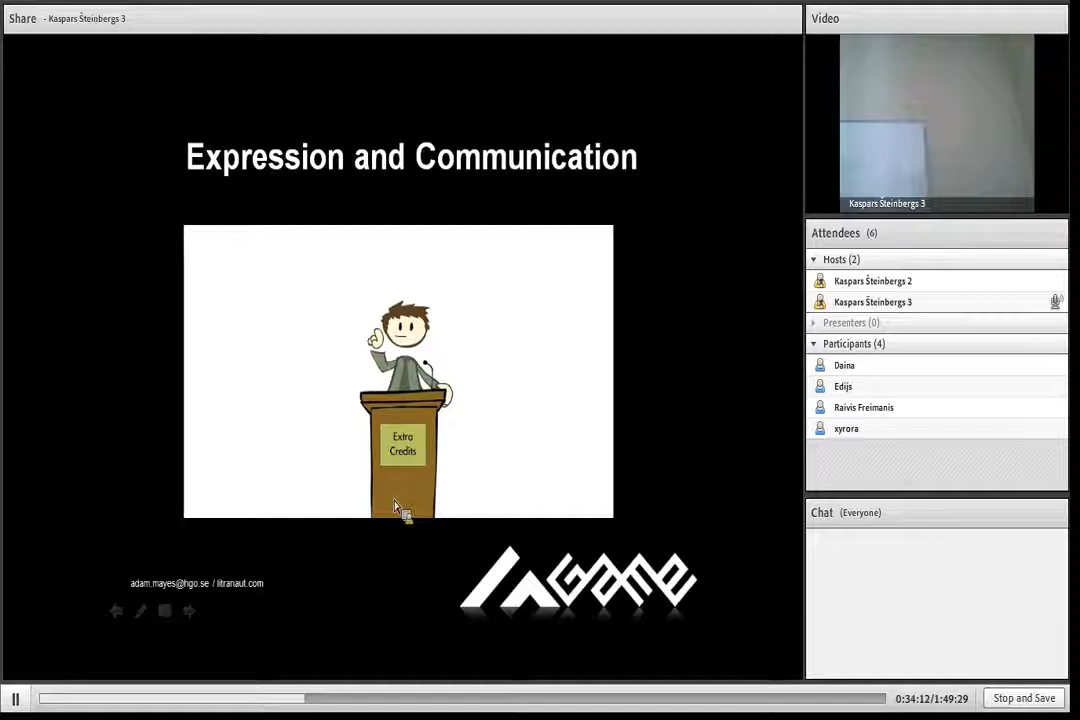 Share - Kaspars Šteinbergs 3
Video
Expression and Communication
Kaspars Šteinbergs 3
Attendees (6)
Hosts (2)
Kaspars Šteinbergs 2
Kaspars Šteinbergs 3
Presenters (0)
Participants (4)
Daina
Edijs
Raivis Freimanis
xyrora
Extra
Credits
Chat (Everyone)
adam.mayes@hgo.se / litranaut.com
GAME
0:34:12/1:49:29
Stop and Save